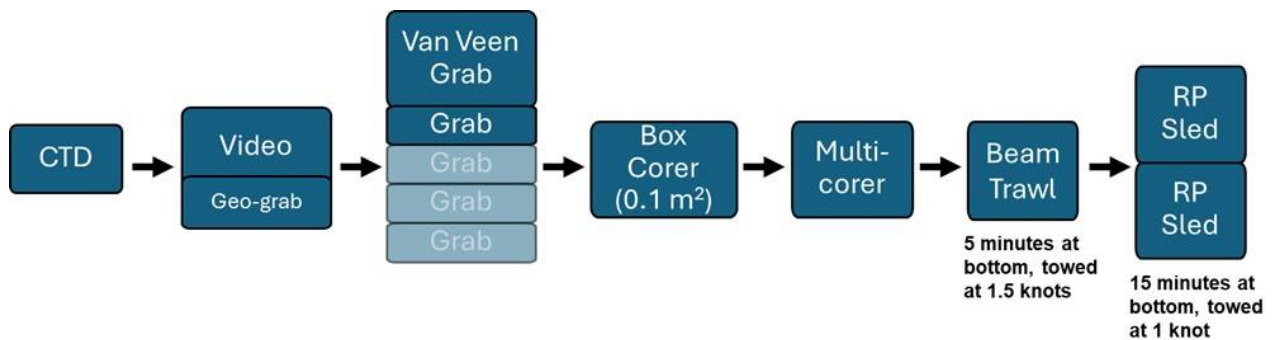 CTD
Video
Geo-grab
Van Veen
Grab
Grab
Grab
Grab
Grab
Box
Corer
(0.1 m²)
Multi-
corer
Beam
Trawl
5 minutes at
bottom, towed
at 1.5 knots
RP
Sled
RP
Sled
15 minutes at
bottom, towed
at 1 knot